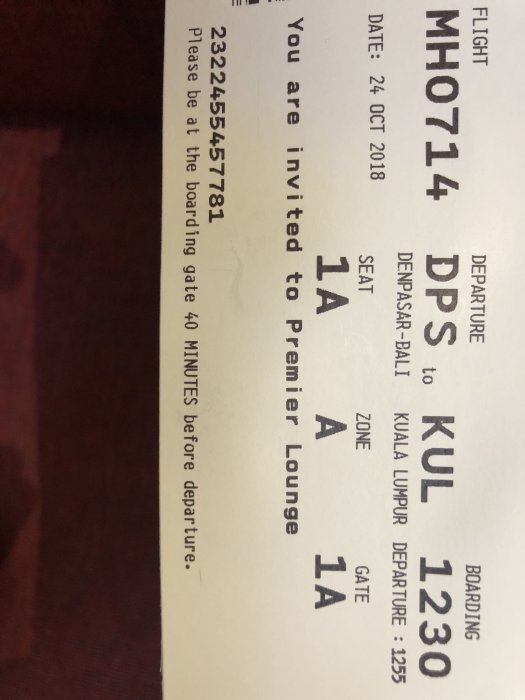 FLIGHT DEPARTURE BOARDING
MH0714 DPS to KUL 1230
DENPASAR-BALI KUALA LUMPUR DEPARTURE : 1255
DATE: 24 OCT 2018
SEAT ZONE GATE
1A A 1A
You are invited to Premier Lounge
2322455457781
Please be at the boarding gate 40 MINUTES before departure.